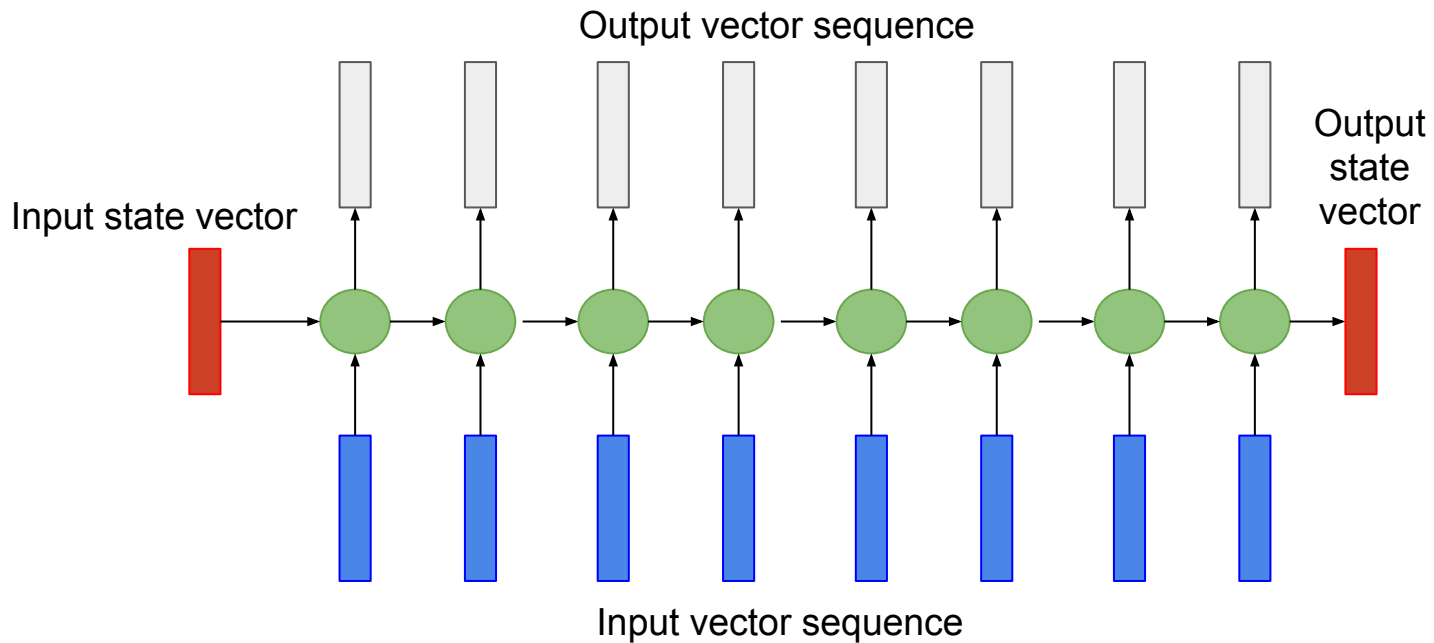 Output vector sequence
Output
state
vector
Input state vector
Input vector sequence